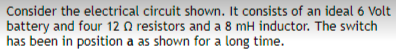 Consider the electrical circuit shown. It consists of an ideal 6 Volt
battery and four 12 Ω resistors and a 8 mH inductor. The switch
has been in position a as shown for a long time.